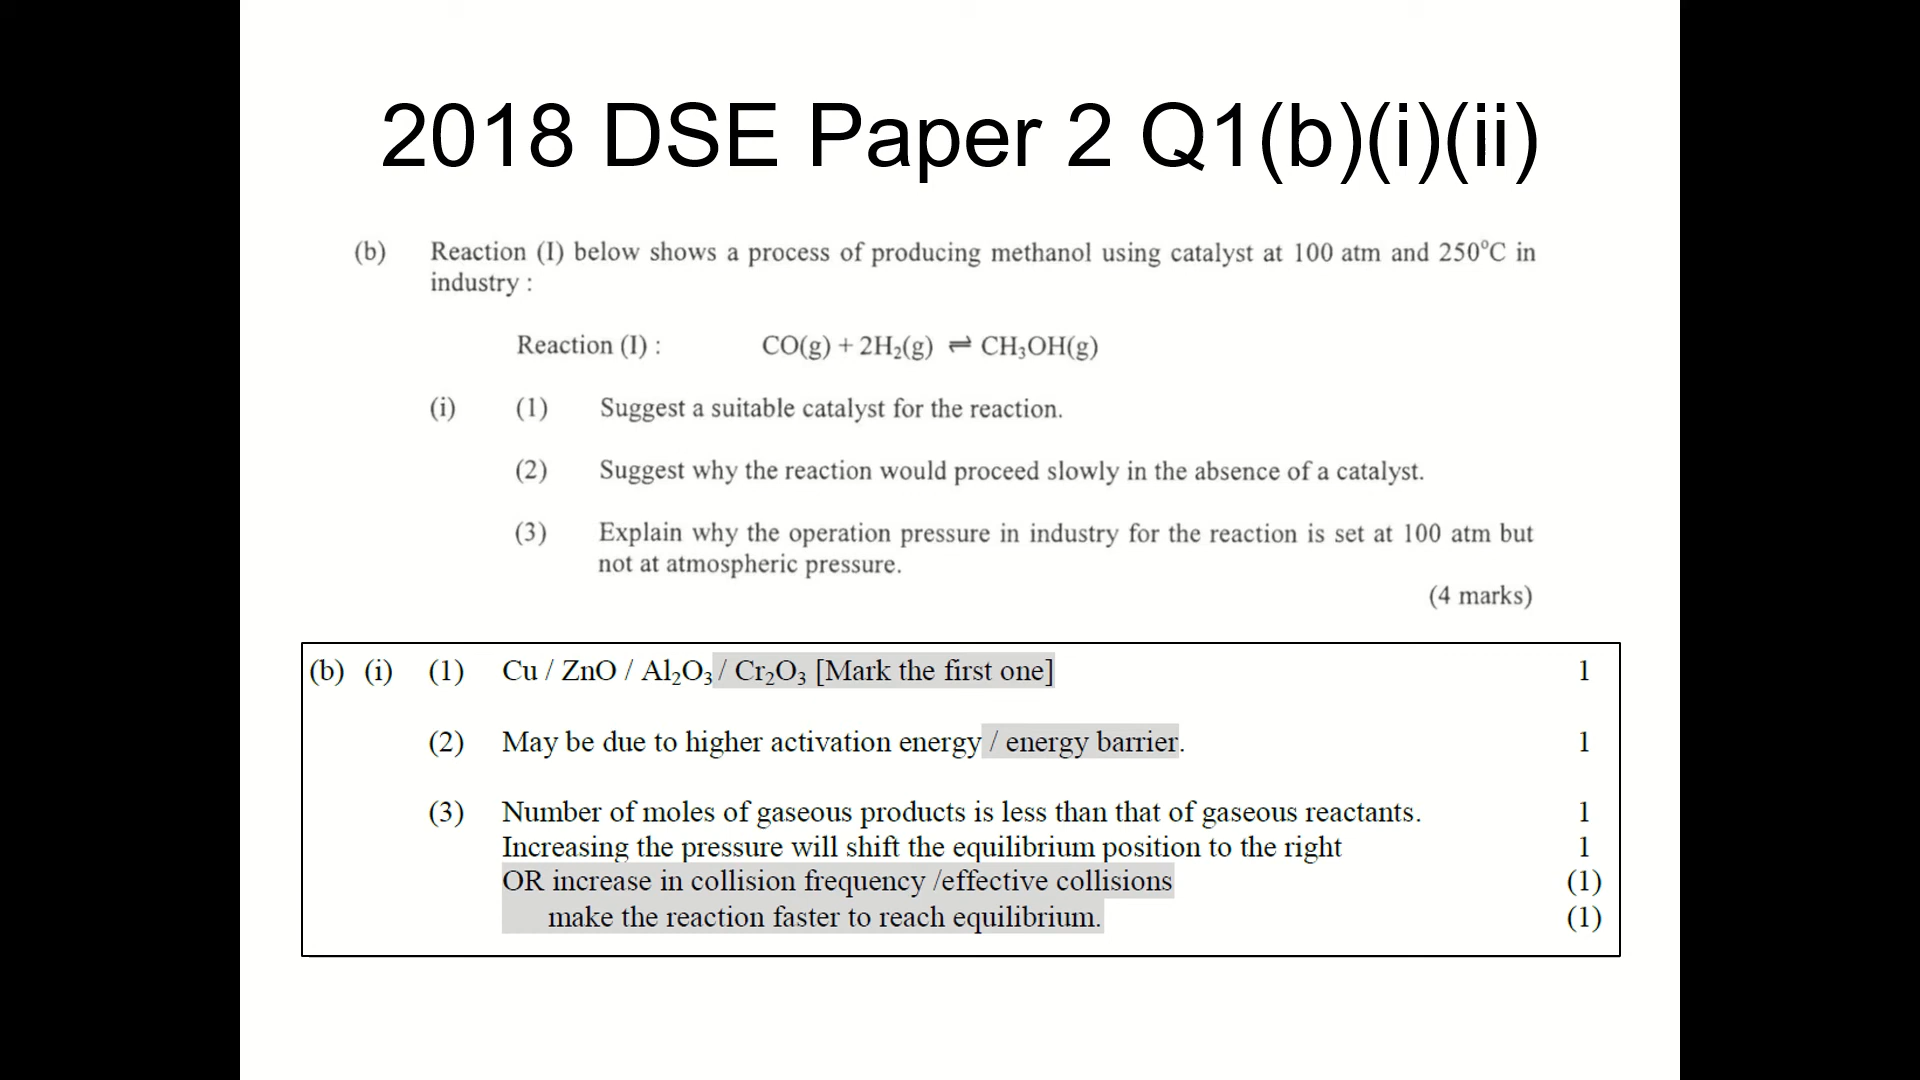 2018 DSE Paper 2 Q1(b)(i)(ii)
(b) Reaction (I) below shows a process of producing methanol using catalyst at 100 atm and 250°C in
industry :
Reaction (I) : CO(g) + 2H₂(g) ⇌ CH₃OH(g)
(i) (1) Suggest a suitable catalyst for the reaction.
(2) Suggest why the reaction would proceed slowly in the absence of a catalyst.
(3) Explain why the operation pressure in industry for the reaction is set at 100 atm but
not at atmospheric pressure.
(4 marks)
(b) (i) (1) Cu / ZnO / Al₂O₃ / Cr₂O₃ [Mark the first one] 1
(2) May be due to higher activation energy / energy barrier. 1
(3) Number of moles of gaseous products is less than that of gaseous reactants. 1
Increasing the pressure will shift the equilibrium position to the right 1
OR increase in collision frequency /effective collisions (1)
make the reaction faster to reach equilibrium. (1)